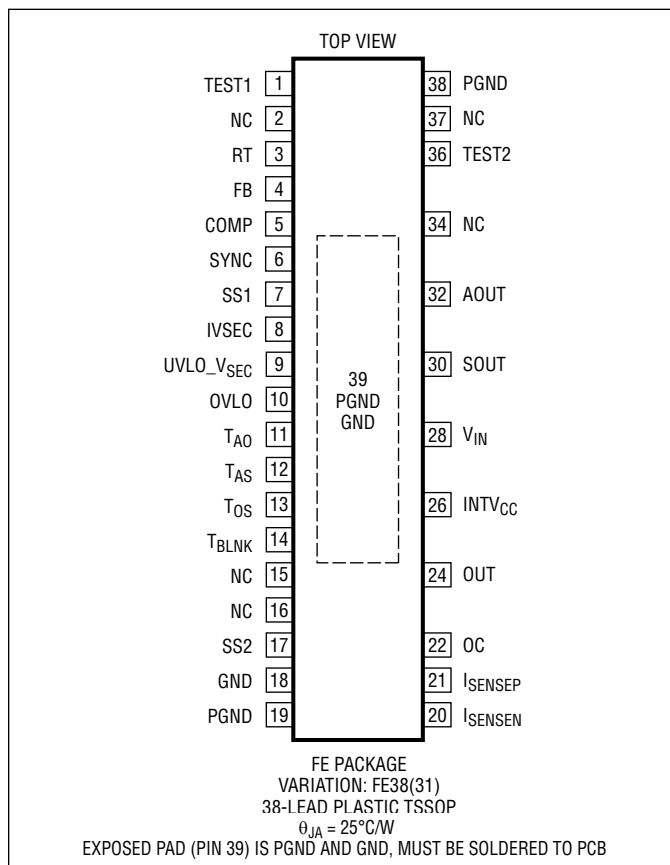 TOP VIEW
TEST1 1 38 PGND
NC 2 37 NC
RT 3 36 TEST2
FB 4
COMP 5 34 NC
SYNC 6
SS1 7 32 AOUT
IVSEC 8
UVLO_VSEC 9 30 SOUT
OVLO 10
39
PGND
GND
TAO 11 28 VIN
TAS 12
TOS 13 26 INTVCC
TBLNK 14
NC 15 24 OUT
NC 16
SS2 17 22 OC
GND 18 21 ISENSEP
PGND 19 20 ISENSEN
FE PACKAGE
VARIATION: FE38(31)
38-LEAD PLASTIC TSSOP
θJA = 25°C/W
EXPOSED PAD (PIN 39) IS PGND AND GND, MUST BE SOLDERED TO PCB